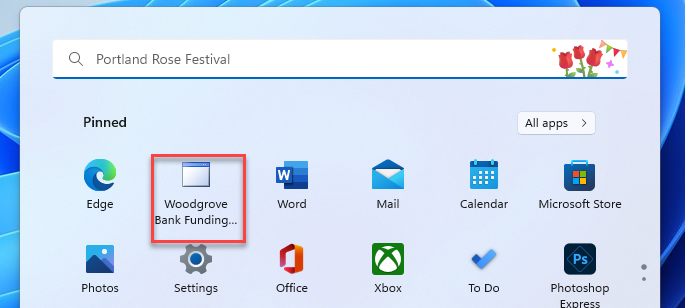 Portland Rose Festival
Pinned
All apps
Edge
Woodgrove
Bank Funding...
Word
Mail
Calendar
Microsoft Store
Photos
Settings
Office
Xbox
To Do
Photoshop
Express